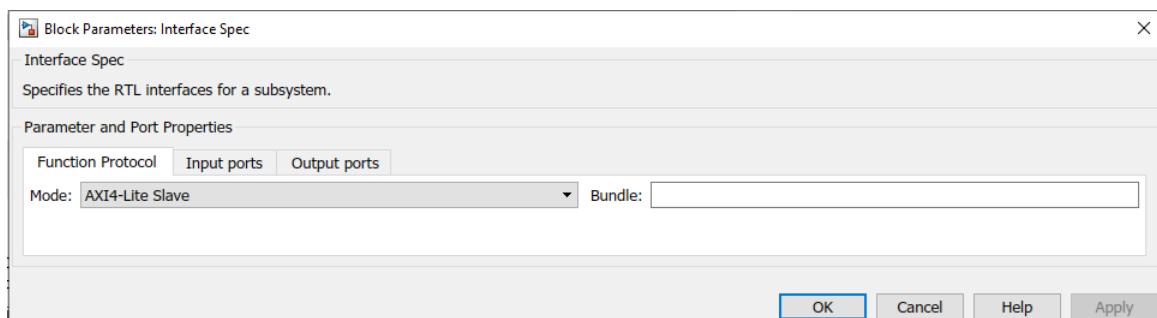 Block Parameters: Interface Spec
Interface Spec
Specifies the RTL interfaces for a subsystem.
Parameter and Port Properties
Function Protocol Input ports Output ports
Mode: AXI4-Lite Slave Bundle:
OK Cancel Help Apply